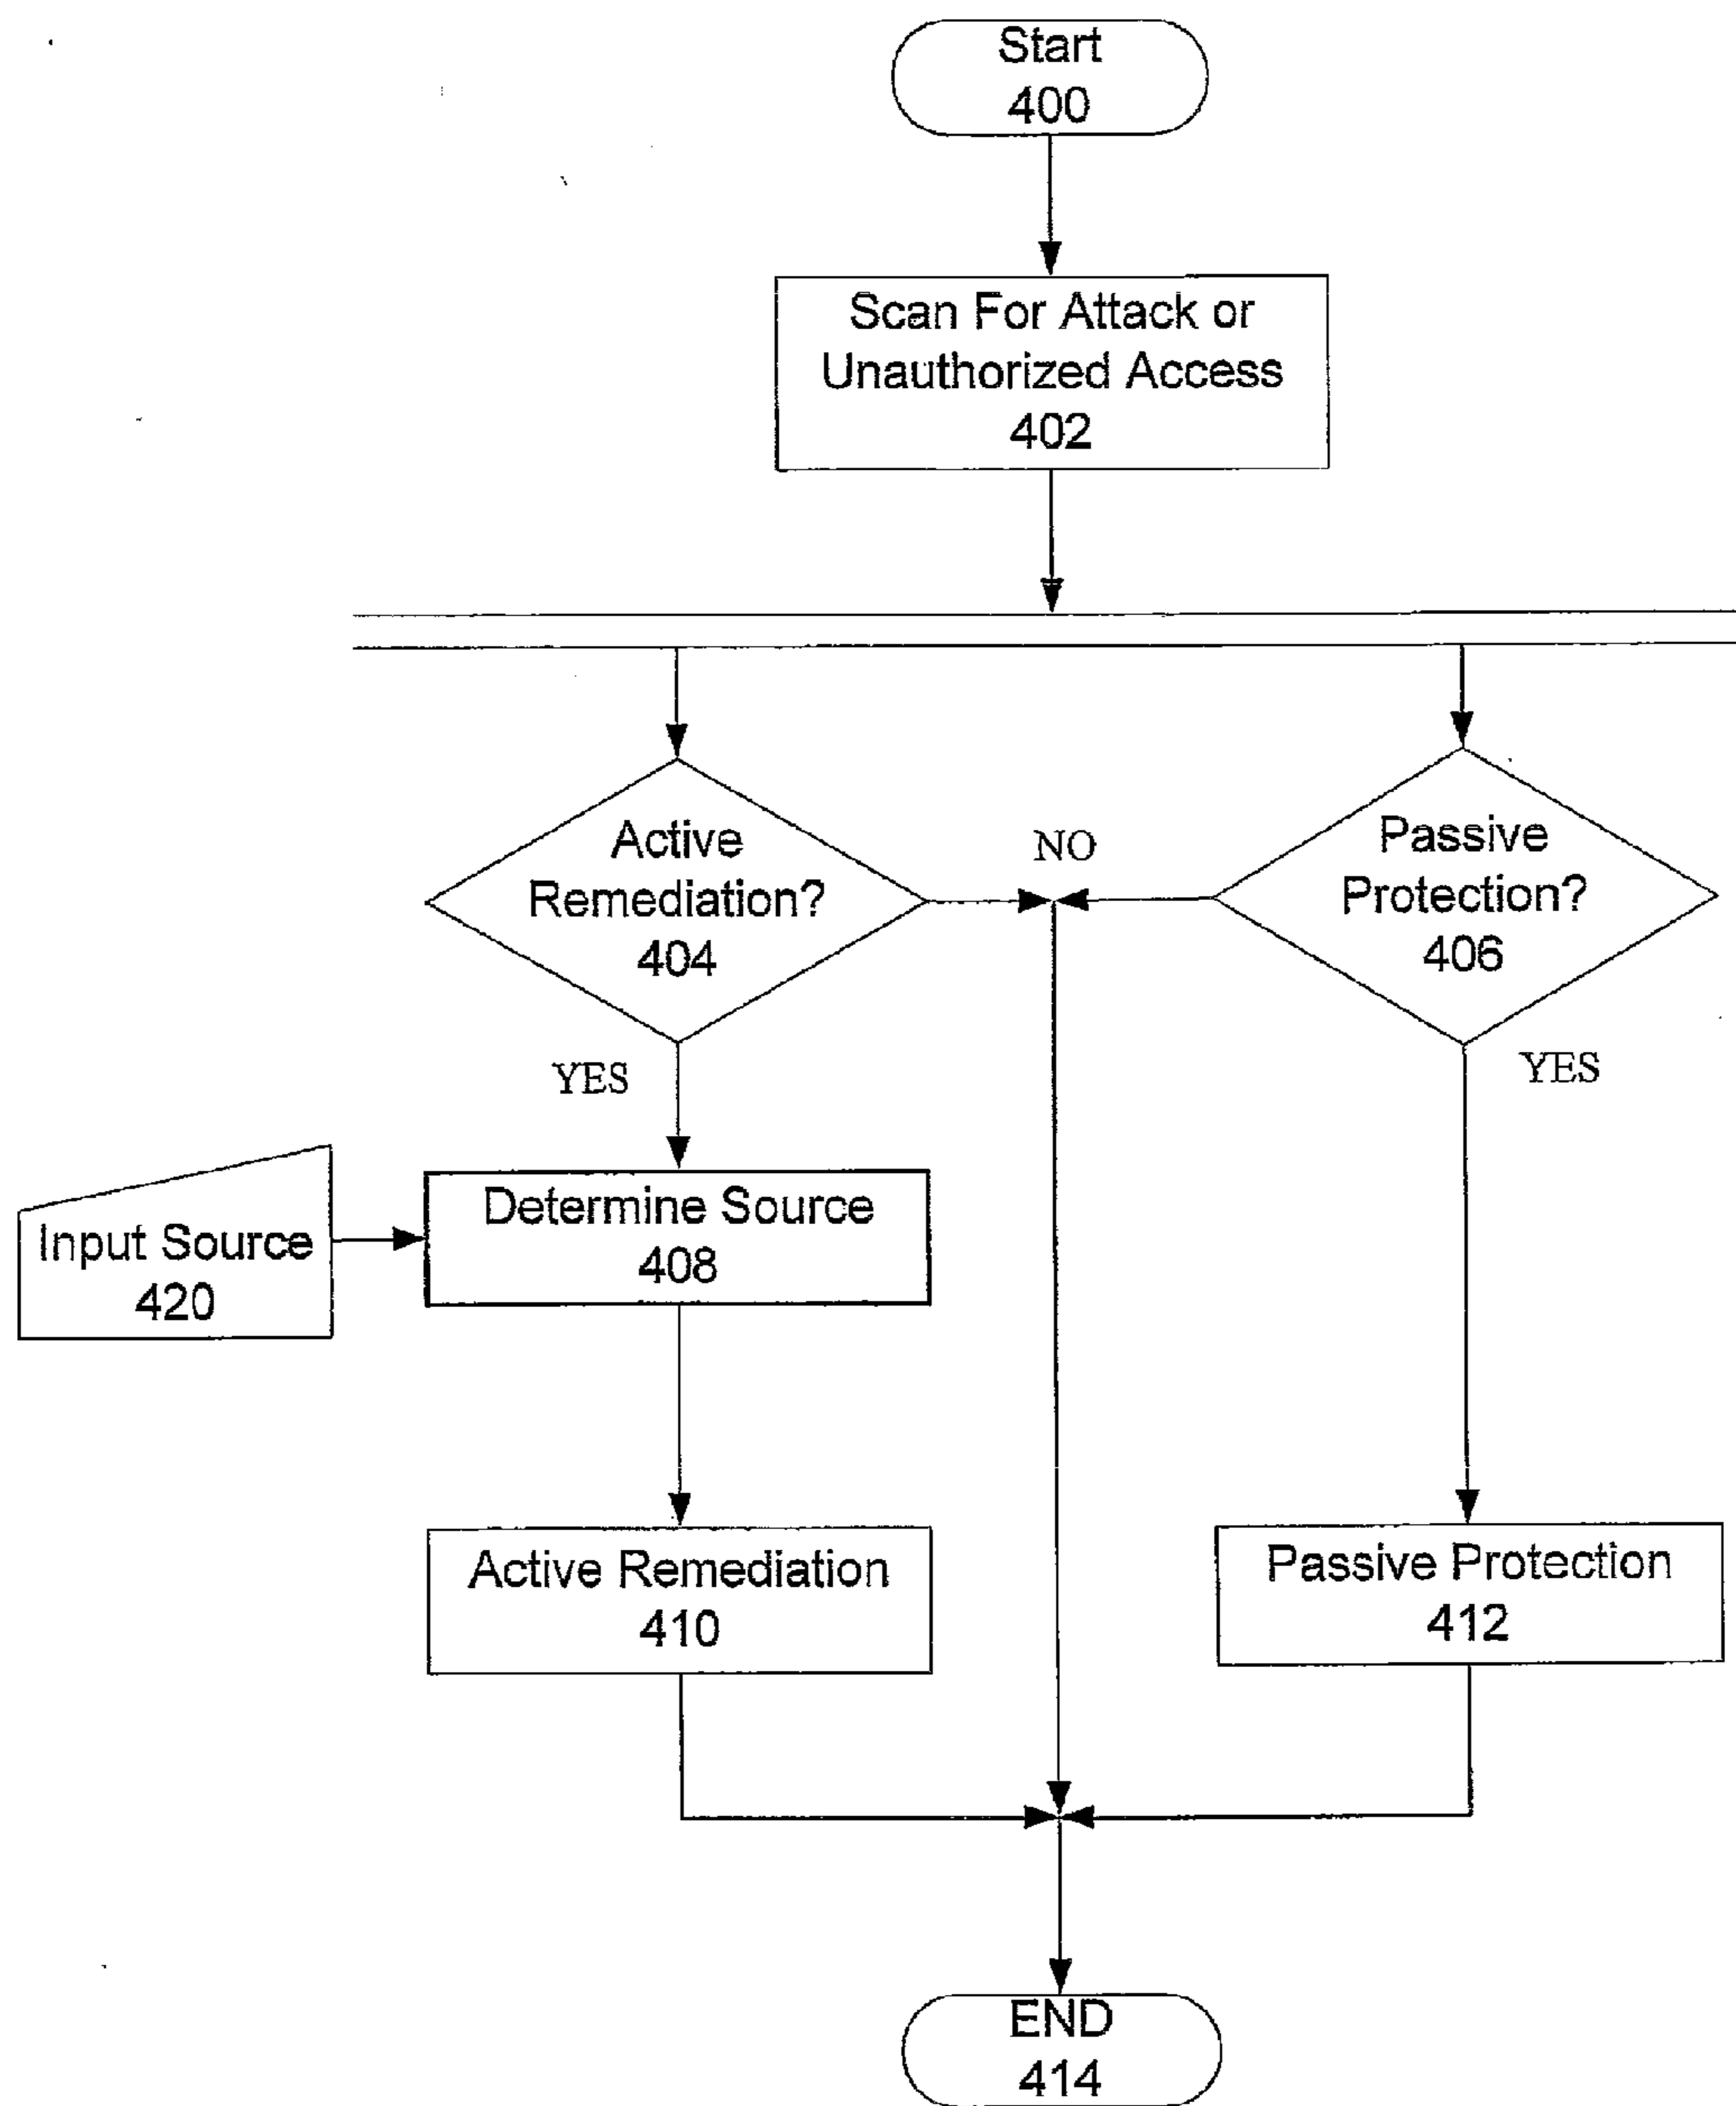 Start
400
Scan For Attack or
Unauthorized Access
402
Active
Remediation?
404
NO
Passive
Protection?
406
YES
YES
Input Source
420
Determine Source
408
Active Remediation
410
Passive Protection
412
END
414